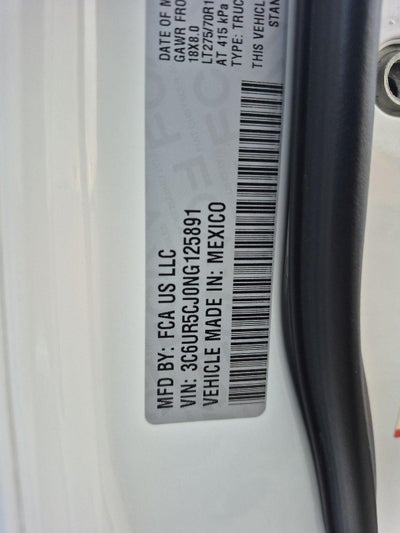 DATE OF M
GAWR FRO
18X8.0
LT275/70R1
AT 415 kPa
TYPE: TRUC
THIS VEHICLE
STAN
MFD BY: FCA US LLC
VIN: 3C6UR5CJ0NG125891
VEHICLE MADE IN: MEXICO